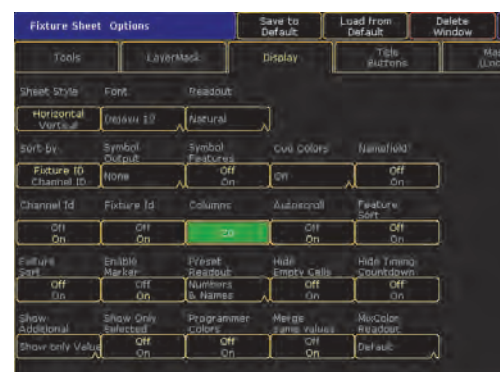 Fixture Sheet Options
Save to Default
Load from Default
Delete Window
Tools
LayerMask
Display
Title Buttons
Sheet Style
Font
Readout
Horizontal
Vertical
Natural
Sort by
Symbol Output
Symbol Features
Cue Colors
Namefield
Fixture ID
Channel ID
None
Off
On
On
Off
On
Channel Id
Fixture Id
Columns
Autoscroll
Feature Sort
Off
On
Off
On
Off
On
Off
On
Fixture Sort
Enable Marker
Preset Readout
Hide Empty Cells
Hide Timing Countdown
Off
On
Off
On
Numbers & Names
Off
On
Off
On
Show Additional
Show Only Selected
Programmer Colors
Merge same values
MixColor Readout
Show only Value
Off
On
Off
On
Off
On
Default